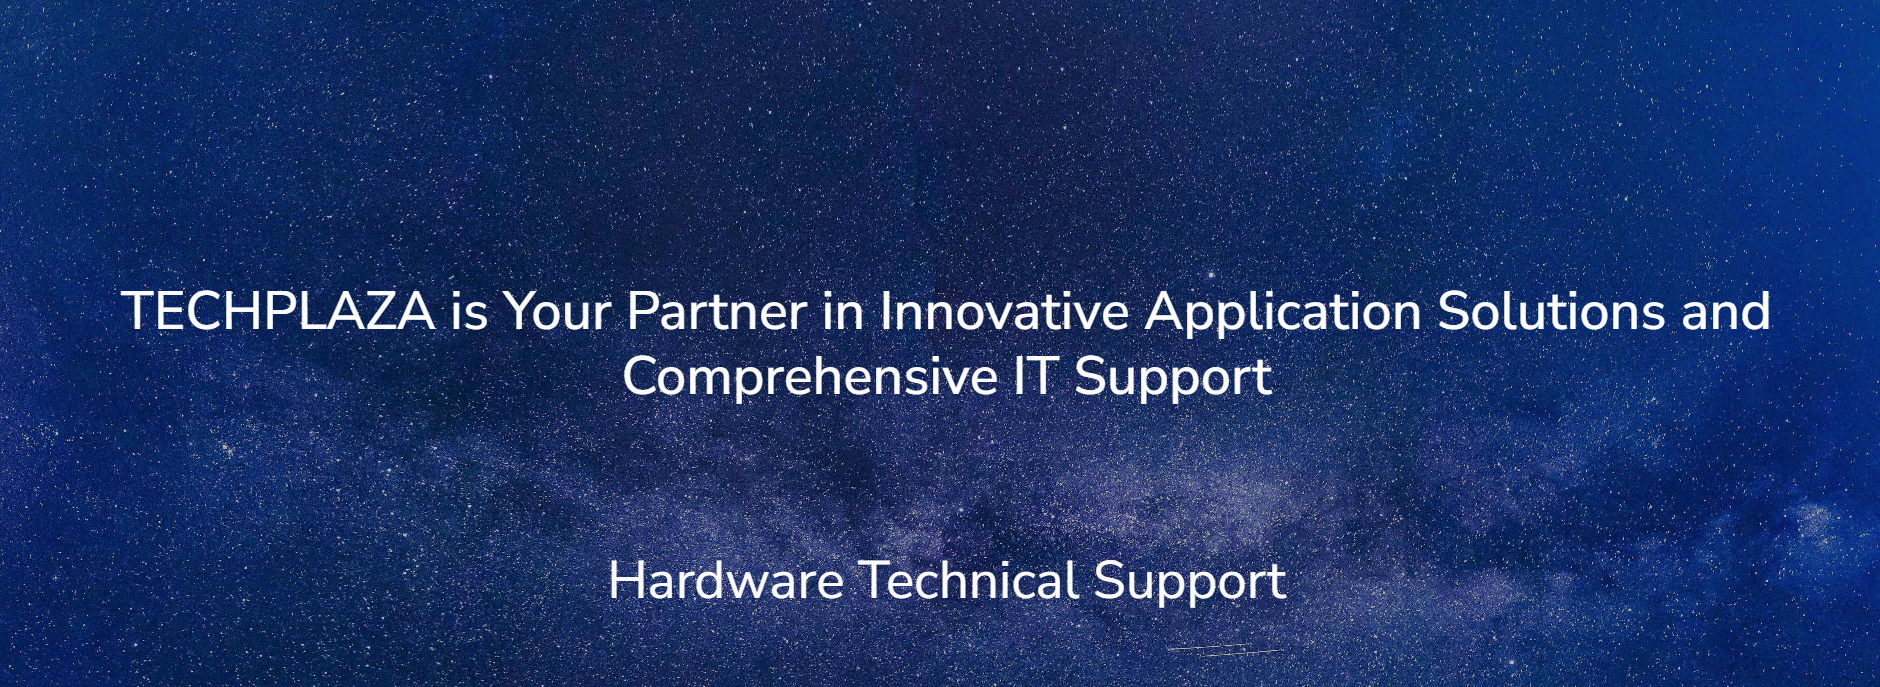 TECHPLAZA is Your Partner in Innovative Application Solutions and
Comprehensive IT Support
Hardware Technical Support